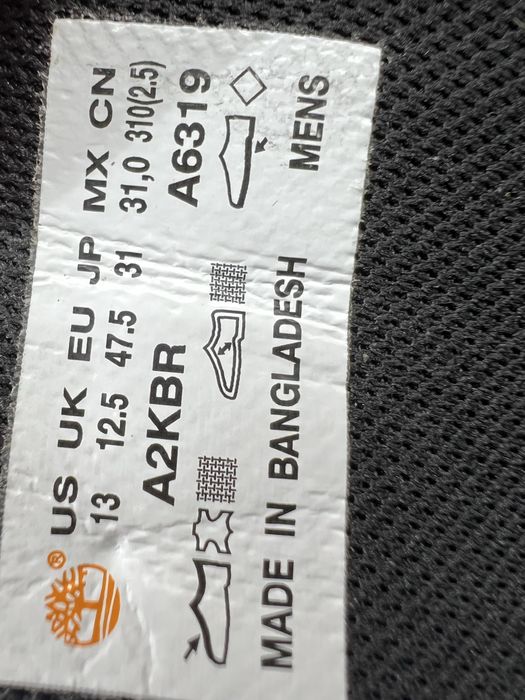 ® US UK EU JP MX CN
13 12.5 47.5 31 31,0 310(2.5)
A2KBR A6319
MADE IN BANGLADESH MENS